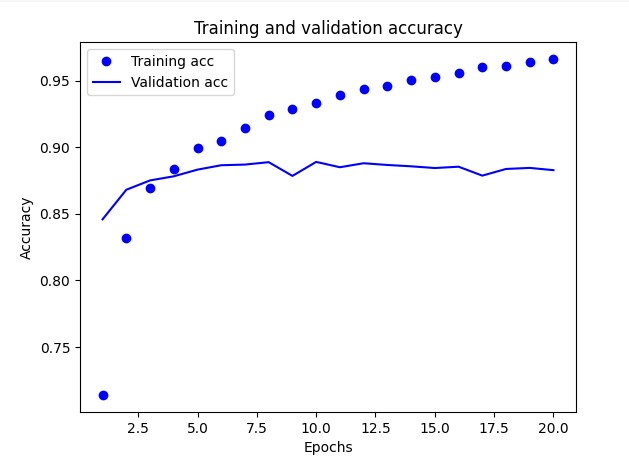 Training and validation accuracy
Training acc
Validation acc
0.95
0.90
0.85
0.80
0.75
Accuracy
2.5 5.0 7.5 10.0 12.5 15.0 17.5 20.0
Epochs